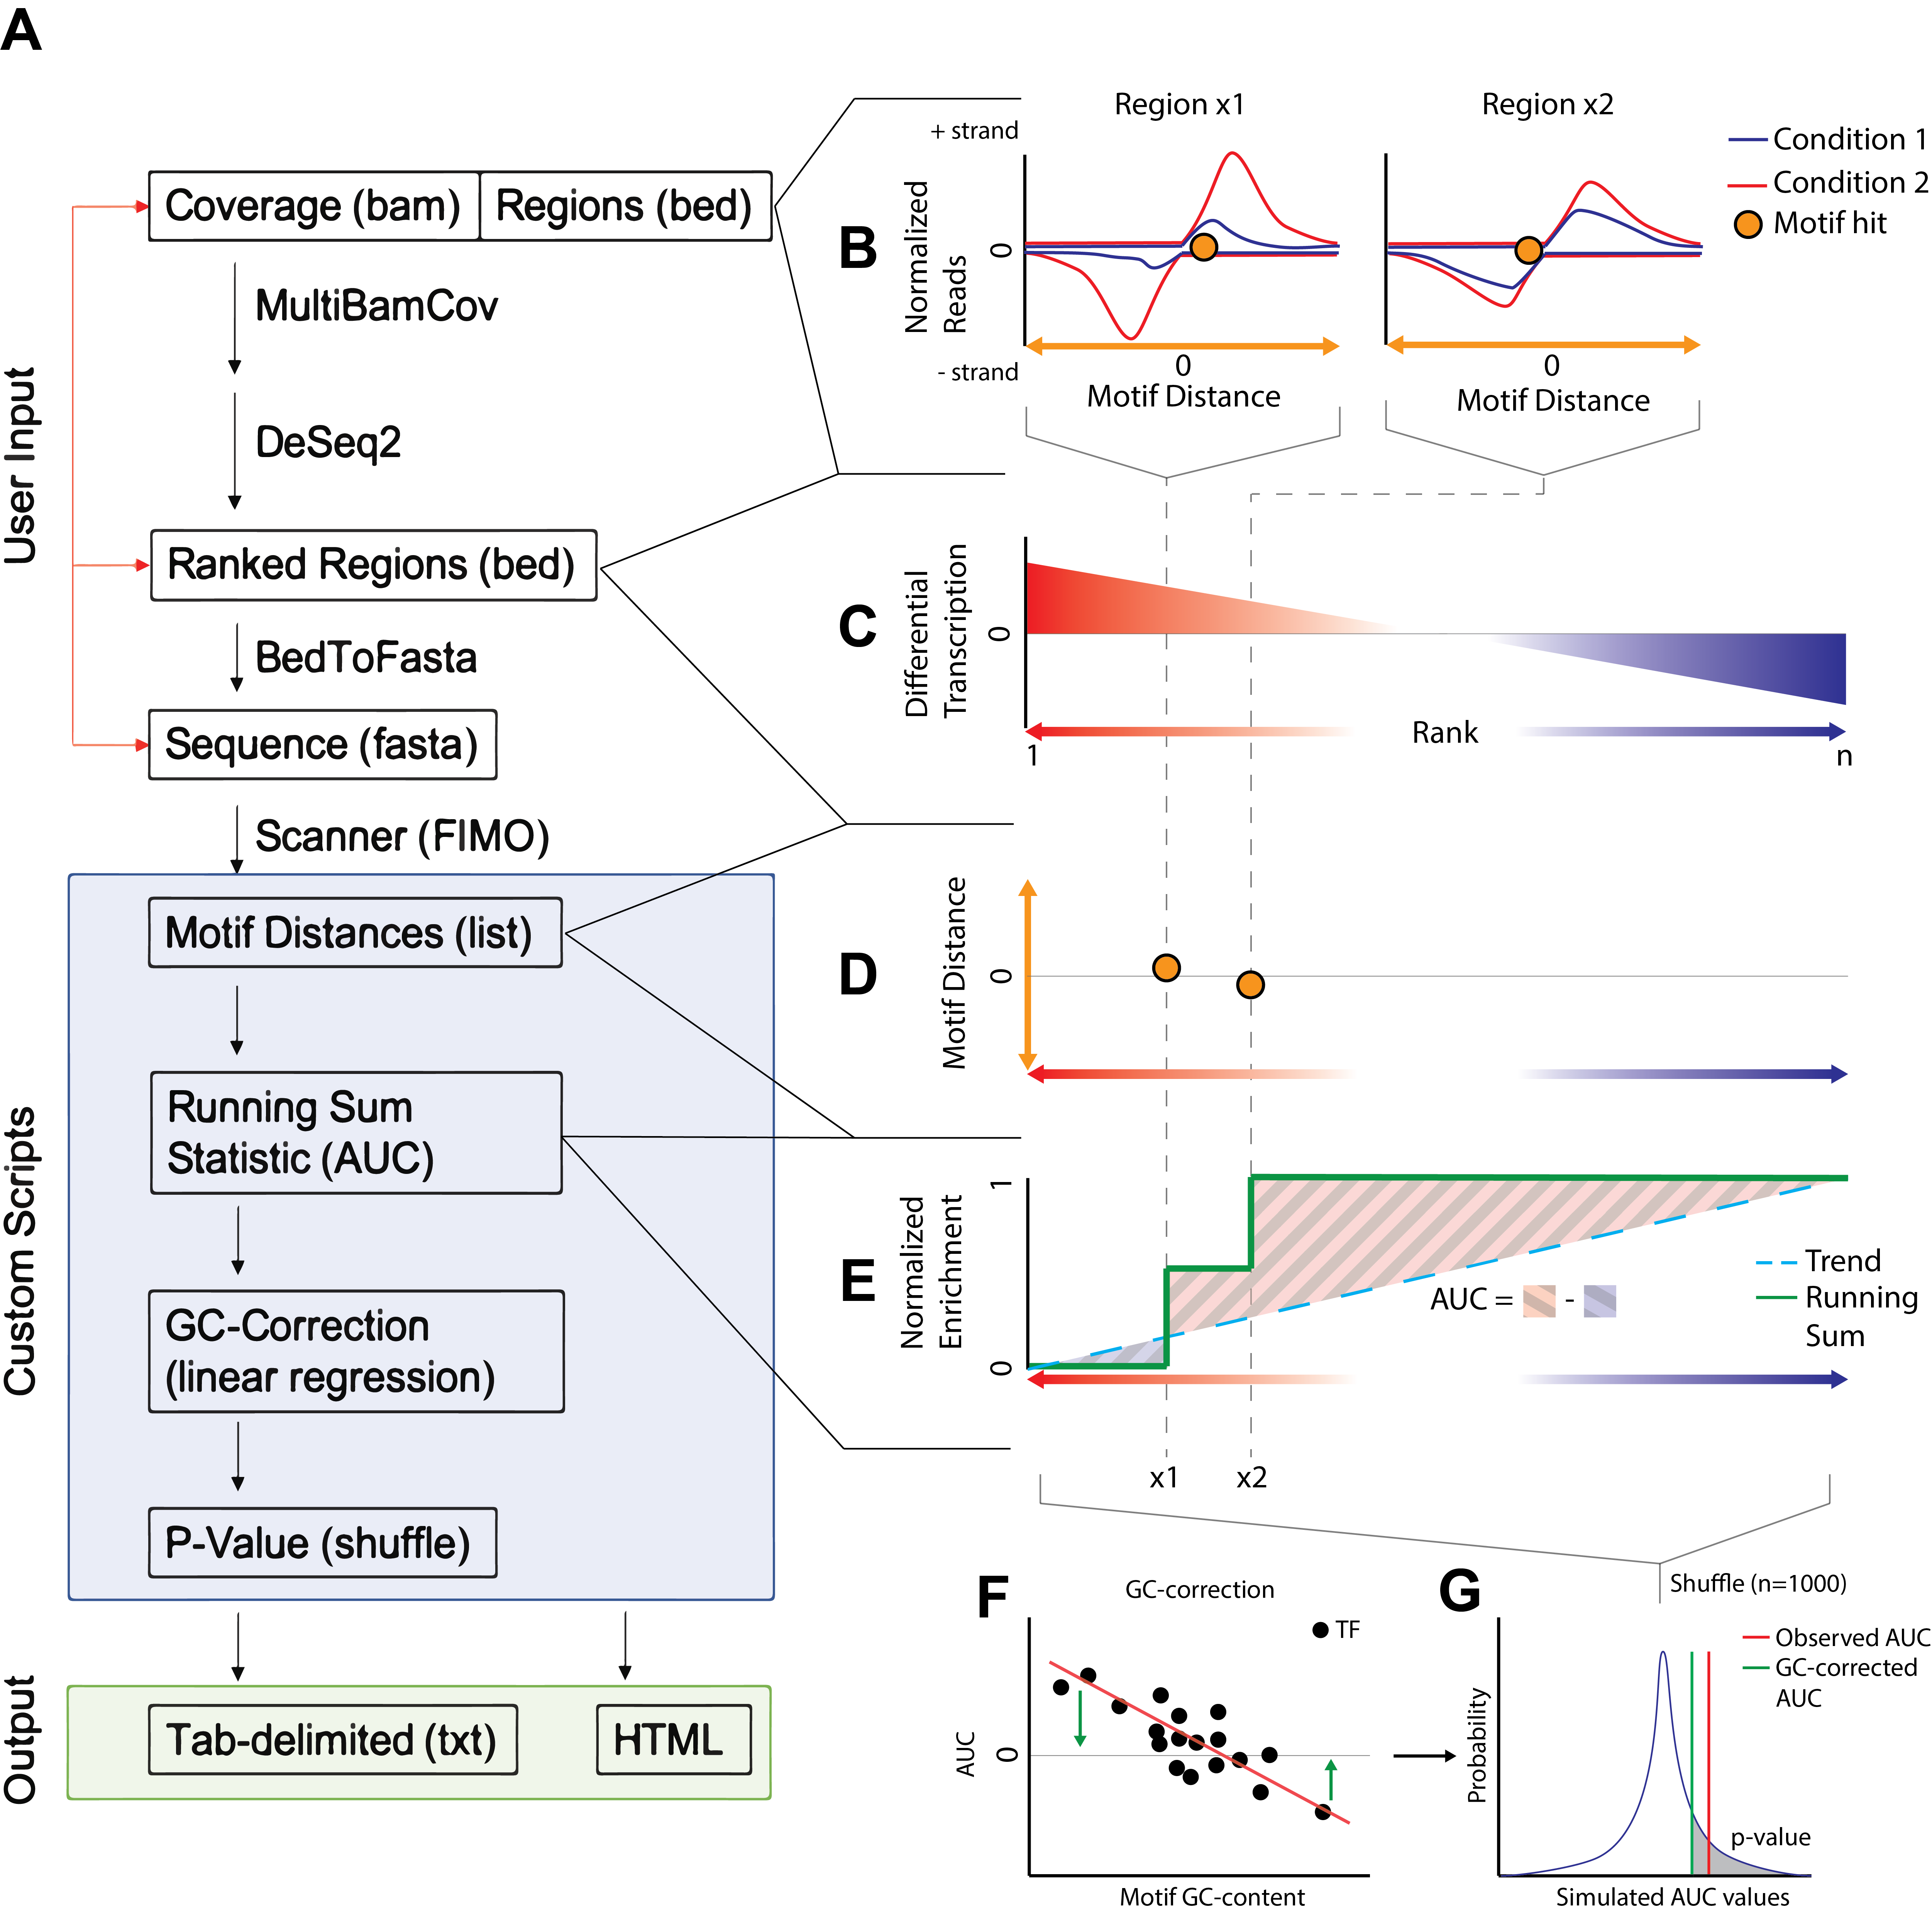 A
User Input
Coverage (bam)
Regions (bed)
MultiBamCov
DeSeq2
Ranked Regions (bed)
BedToFasta
Sequence (fasta)
Scanner (FIMO)
Custom Scripts
Motif Distances (list)
Running Sum
Statistic (AUC)
GC-Correction
(linear regression)
P-Value (shuffle)
Output
Tab-delimited (txt)
HTML
B
Region x1
Region x2
+ strand
Normalized
Reads
0
- strand
0
Motif Distance
0
Motif Distance
Condition 1
Condition 2
Motif hit
C
Differential
Transcription
0
1
Rank
n
D
Motif Distance
0
E
Normalized
Enrichment
1
0
AUC = -
Trend
Running
Sum
x1
x2
F
GC-correction
TF
AUC
0
Motif GC-content
G
Shuffle (n=1000)
Observed AUC
GC-corrected
AUC
Probability
p-value
Simulated AUC values